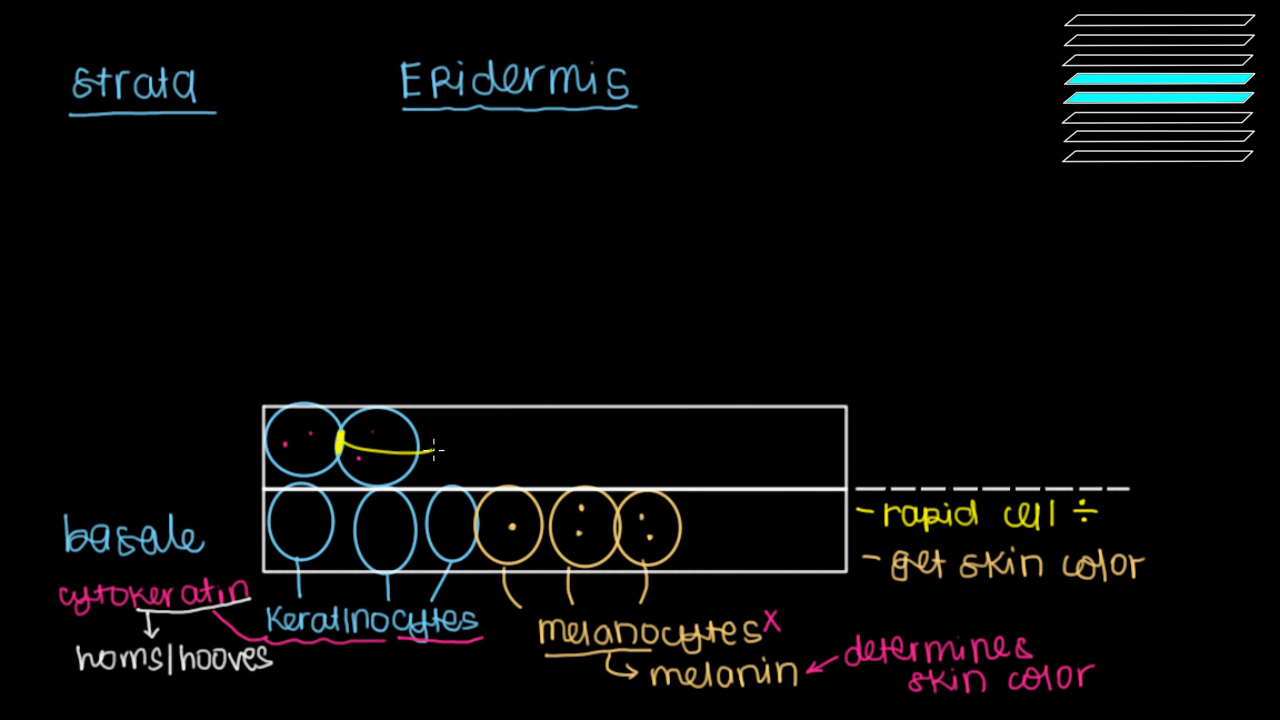 strata
Epidermis
basale
- rapid cell ÷
- get skin color
cytokeratin
horns/hooves
Keratinocytes
melanocytes x
melanin
determines
skin color